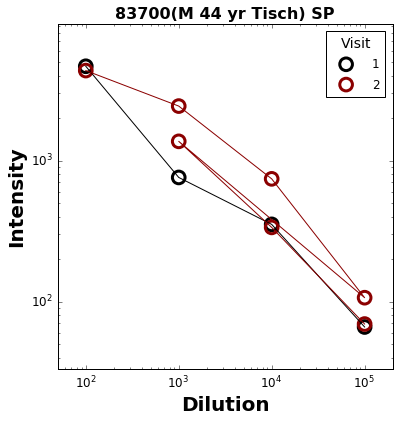 83700(M 44 yr Tisch) SP
Visit
1
2
Intensity
10³
10²
10² 10³ 10⁴ 10⁵
Dilution